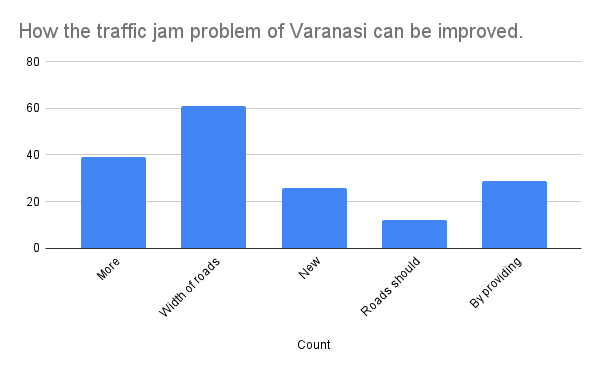 How the traffic jam problem of Varanasi can be improved.
80
60
40
20
0
More
Width of roads
New
Roads should
By providing
Count